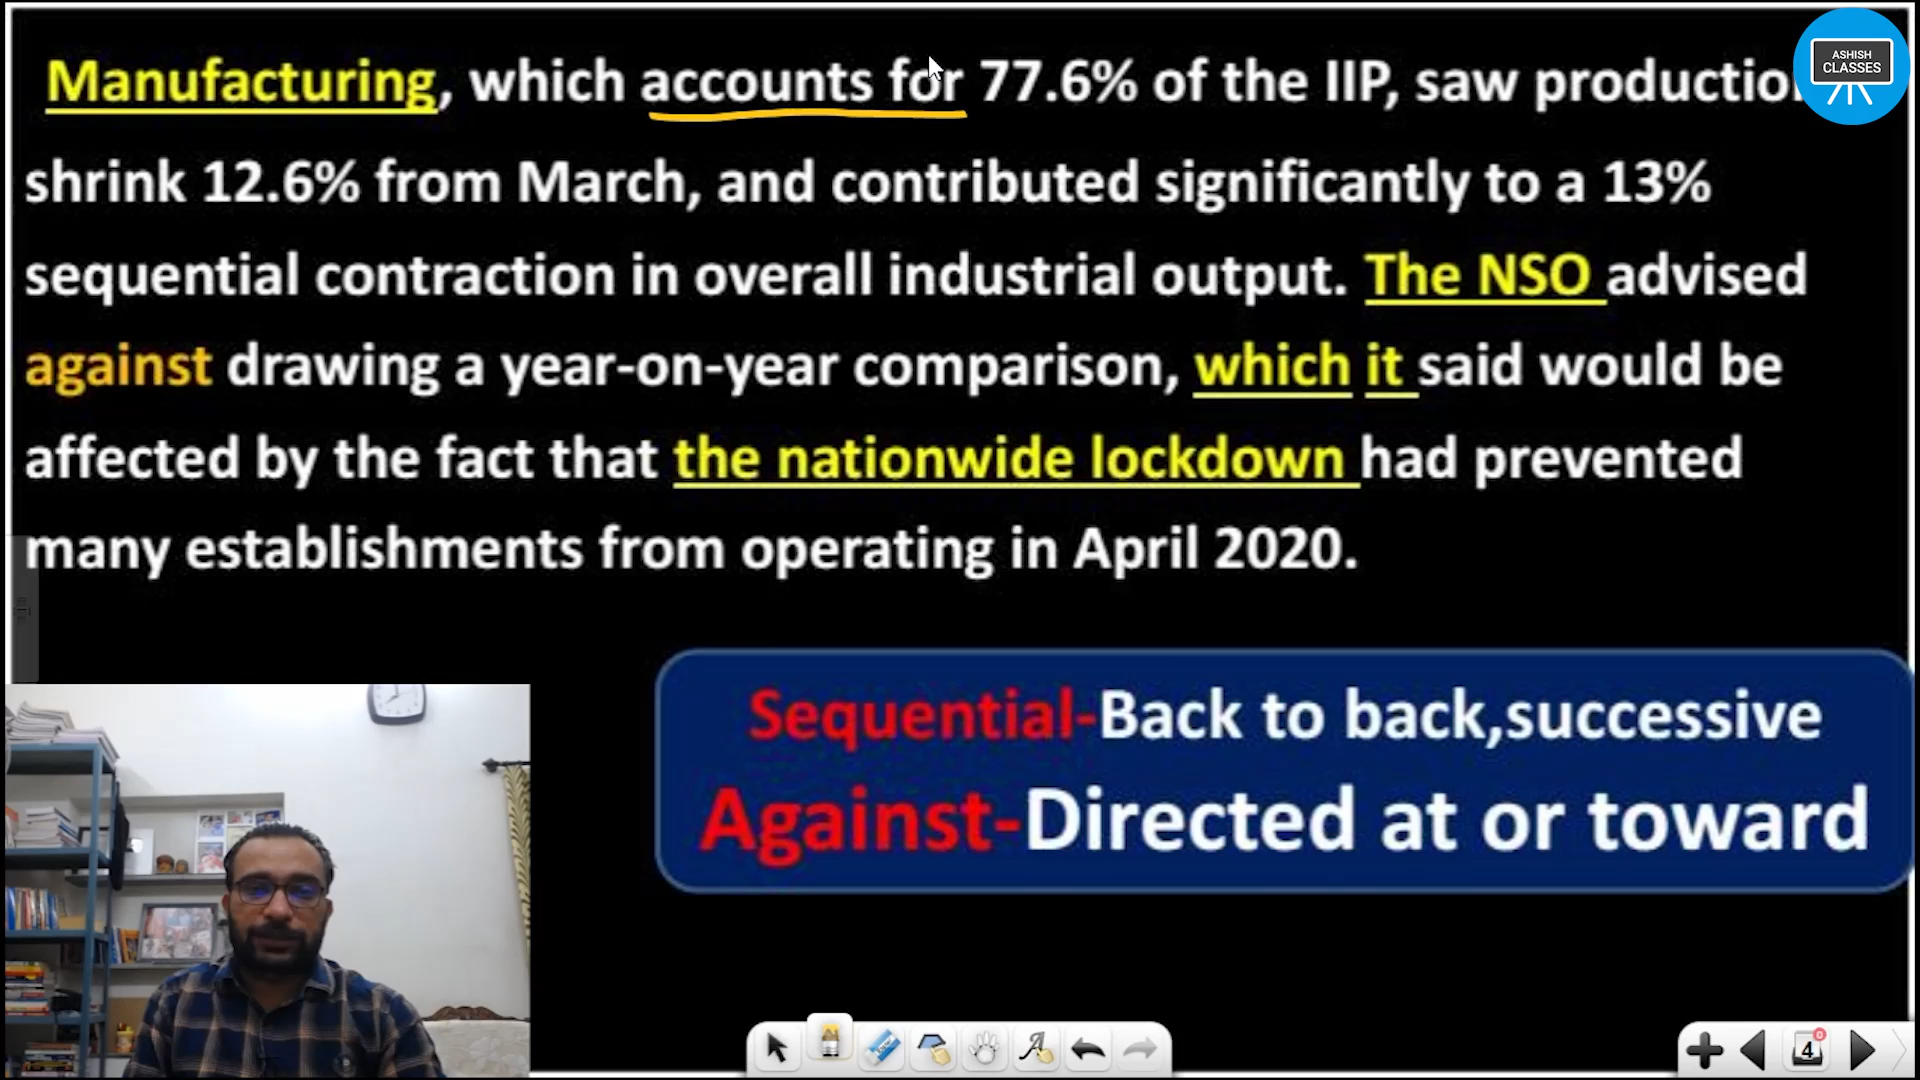 Manufacturing, which accounts for 77.6% of the IIP, saw production
ASHISH
CLASSES
shrink 12.6% from March, and contributed significantly to a 13%
sequential contraction in overall industrial output. The NSO advised
against drawing a year-on-year comparison, which it said would be
affected by the fact that the nationwide lockdown had prevented
many establishments from operating in April 2020.
Sequential-Back to back,successive
Against-Directed at or toward
4